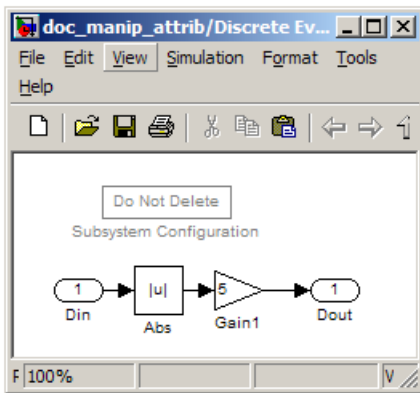 doc_manip_attrib/Discrete Ev...
File Edit View Simulation Format Tools
Help
Do Not Delete
Subsystem Configuration
1 |u| 5 1
Din Abs Gain1 Dout
F 100% V